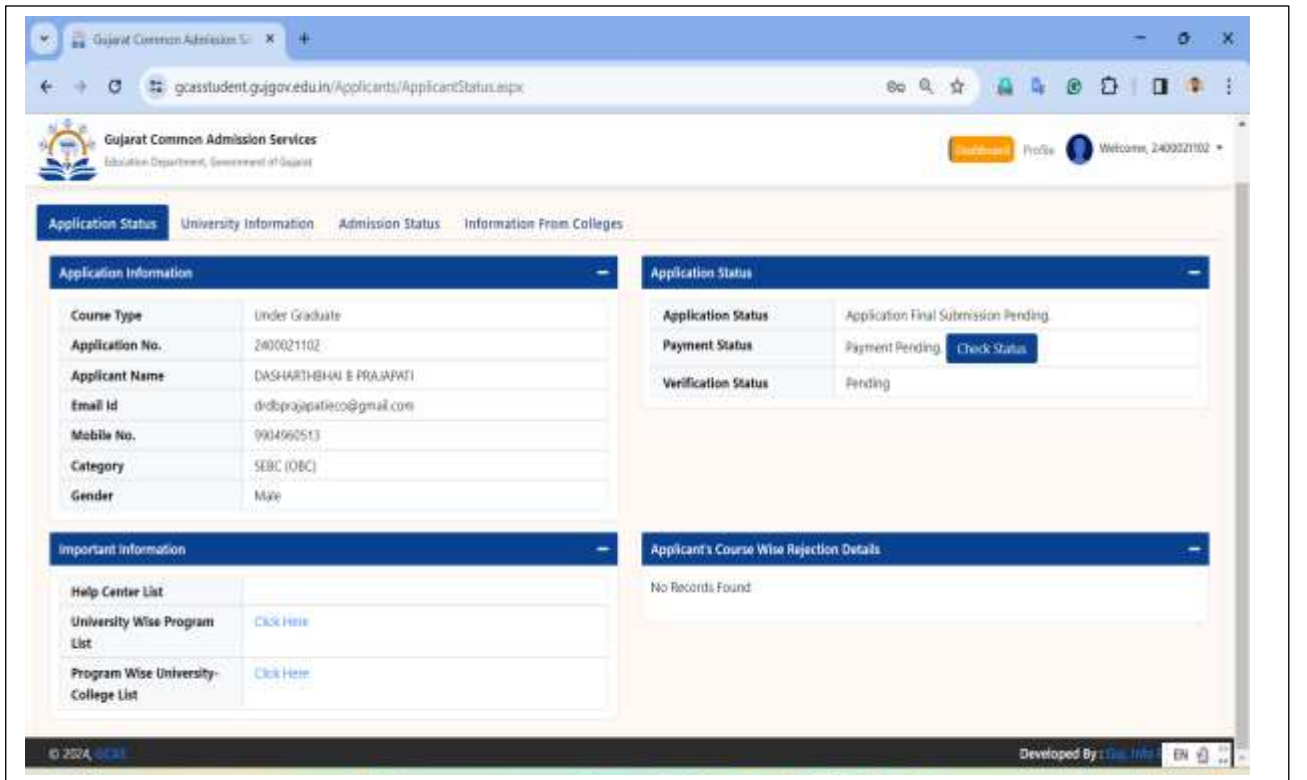 Gujarat Common Admission Se
gcasstudent.gujgov.edu.in/Applicants/ApplicantStatus.aspx
Gujarat Common Admission Services
Education Department, Government of Gujarat
Dashboard Profile Welcome, 2400021102
Application Status University Information Admission Status Information From Colleges
Application Information
Course Type Under Graduate
Application No. 2400021102
Applicant Name DASHARTHBHAI B PRAJAPATI
Email Id drdbprajapatieco@gmail.com
Mobile No. 9904960513
Category SEBC (OBC)
Gender Male
Application Status
Application Status Application Final Submission Pending.
Payment Status Payment Pending. Check Status
Verification Status Pending
Important Information
Help Center List
University Wise Program
List
Click Here
Program Wise University-
College List
Click Here
Applicant's Course Wise Rejection Details
No Records Found
© 2024, GCAS
Developed By : Guj. Info
EN